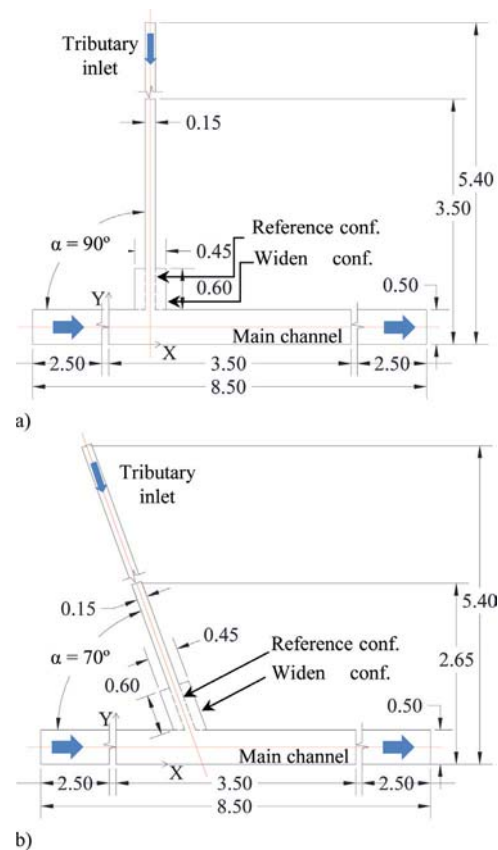 Tributary
inlet
0.15
5.40
3.50
Reference conf.
α = 90º
0.45
Widen conf.
0.60
0.50
Y
Main channel
X
2.50
3.50
2.50
8.50
a)
Tributary
inlet
0.15
5.40
0.45
Reference conf.
α = 70º
2.65
Widen conf.
0.60
0.50
Y
Main channel
X
2.50
3.50
2.50
8.50
b)